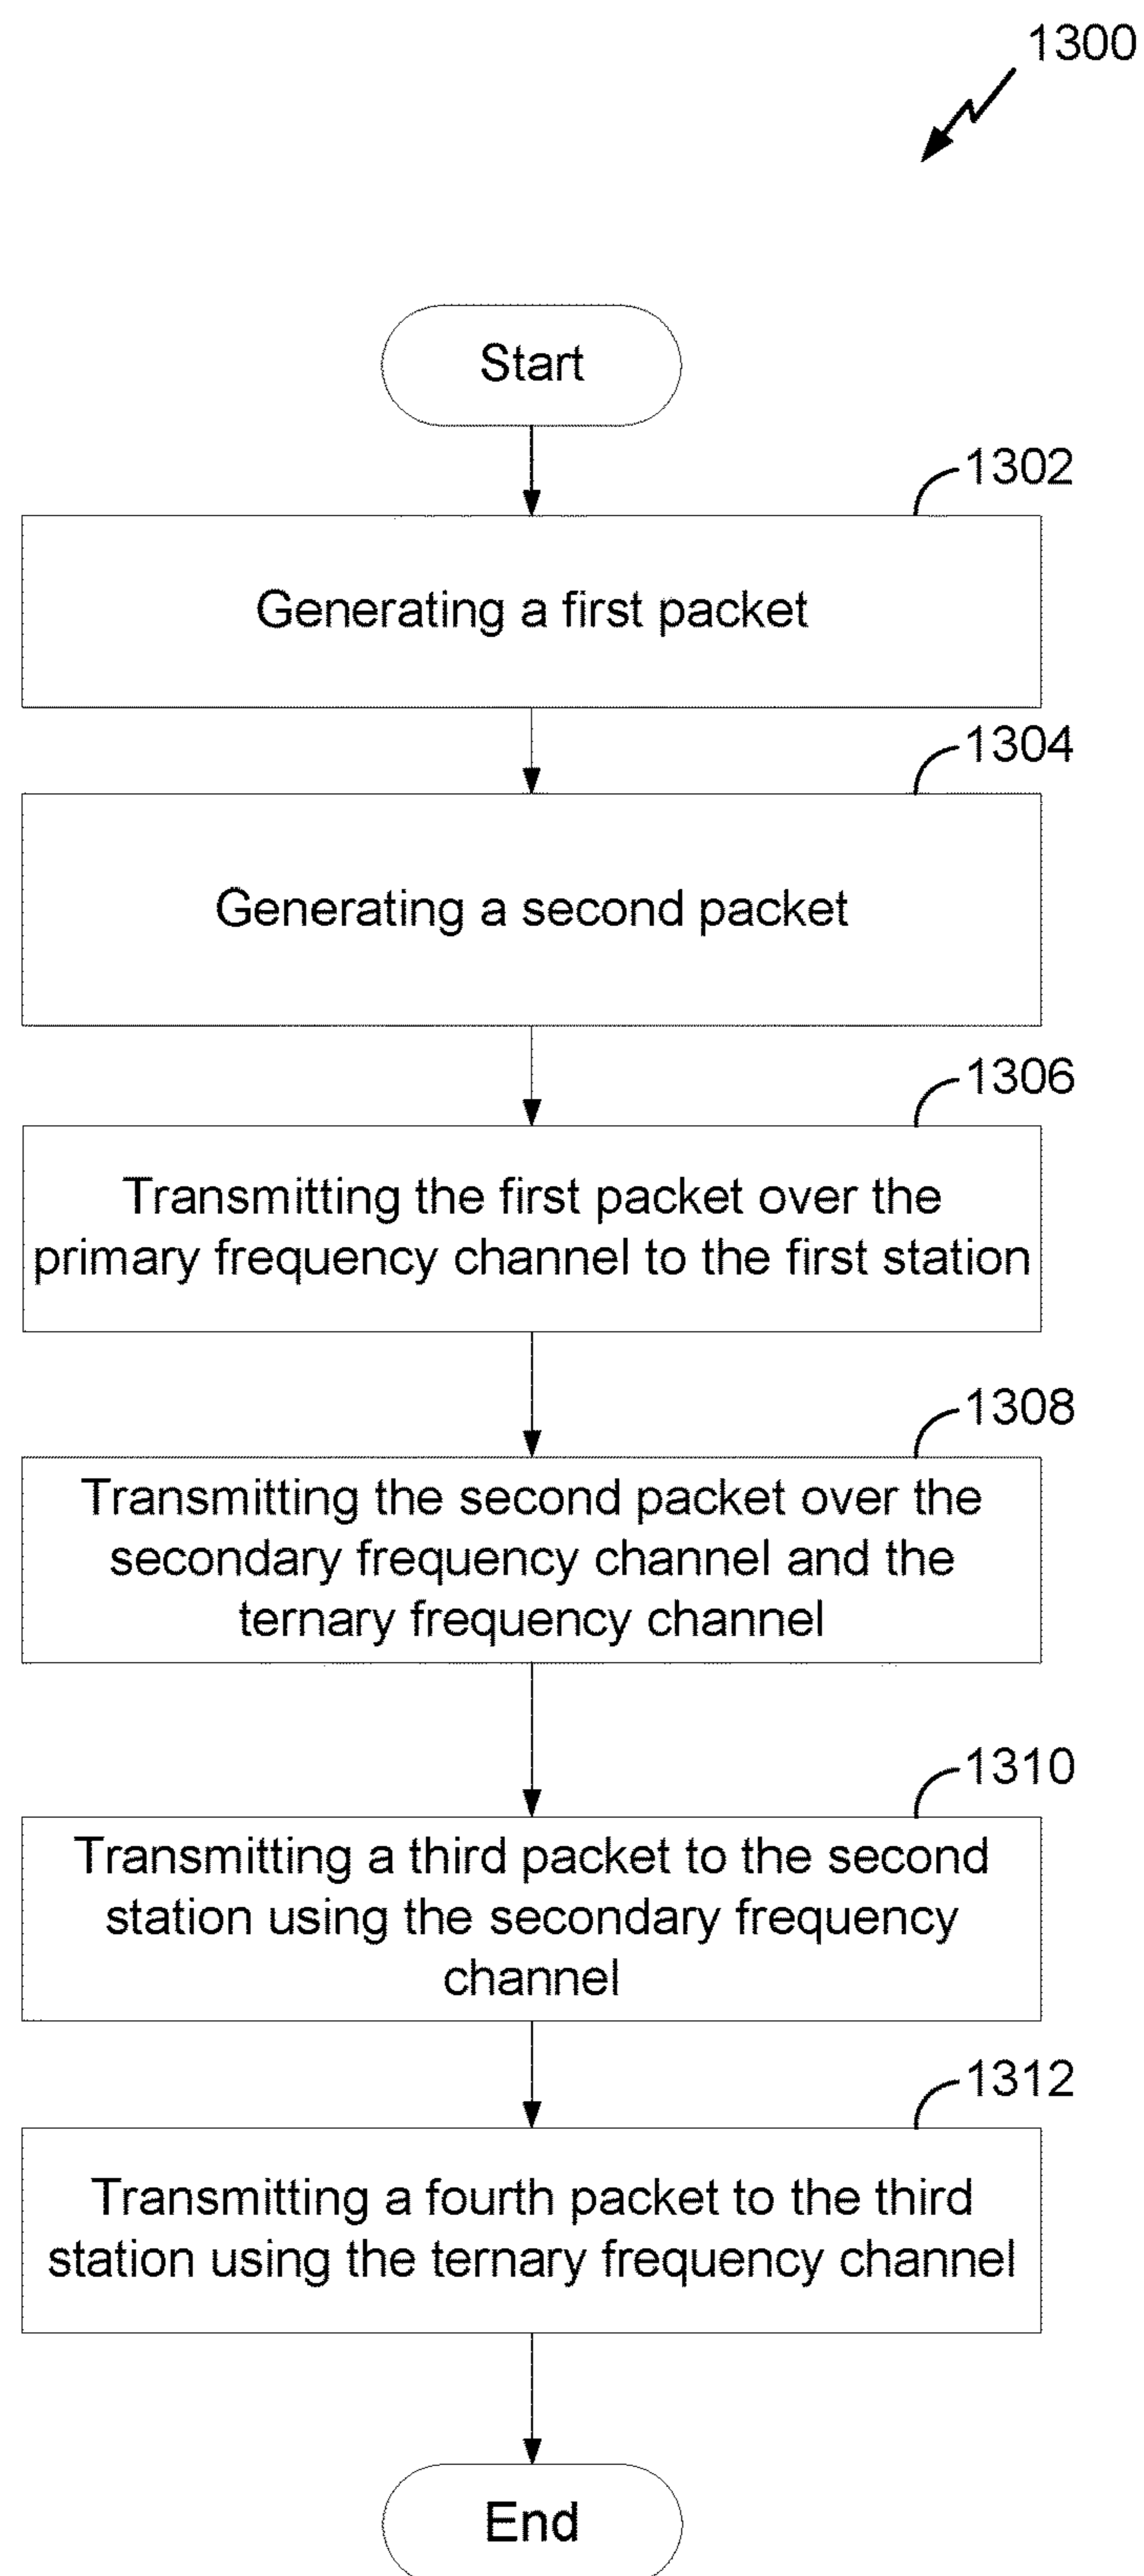 1300
Start
1302
Generating a first packet
1304
Generating a second packet
1306
Transmitting the first packet over the
primary frequency channel to the first station
1308
Transmitting the second packet over the
secondary frequency channel and the
ternary frequency channel
1310
Transmitting a third packet to the second
station using the secondary frequency
channel
1312
Transmitting a fourth packet to the third
station using the ternary frequency channel
End